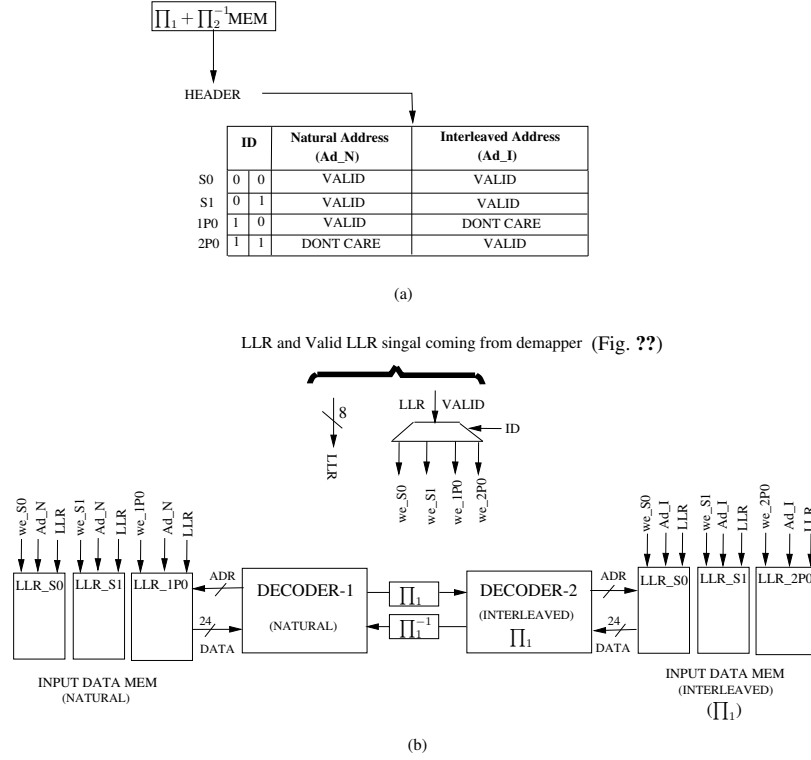 ∏₁ + ∏₂⁻¹ MEM
HEADER
ID Natural Address (Ad_N) Interleaved Address (Ad_I)
S0 0 0 VALID VALID
S1 0 1 VALID VALID
1P0 1 0 VALID DONT CARE
2P0 1 1 DONT CARE VALID
(a)
LLR and Valid LLR singal coming from demapper (Fig. ??)
8
LLR
LLR VALID
ID
we_S0 we_S1 we_1P0 we_2P0
we_S0 Ad_N LLR we_S1 Ad_N LLR we_1P0 Ad_N LLR
we_S0 Ad_I LLR we_S1 Ad_I LLR we_2P0 Ad_I LLR
LLR_S0 LLR_S1 LLR_1P0
ADR
24
DATA
DECODER-1
(NATURAL)
∏₁
∏₁⁻¹
DECODER-2
(INTERLEAVED)
∏₁
ADR
24
DATA
LLR_S0 LLR_S1 LLR_2P0
INPUT DATA MEM
(NATURAL)
INPUT DATA MEM
(INTERLEAVED)
(∏₁)
(b)